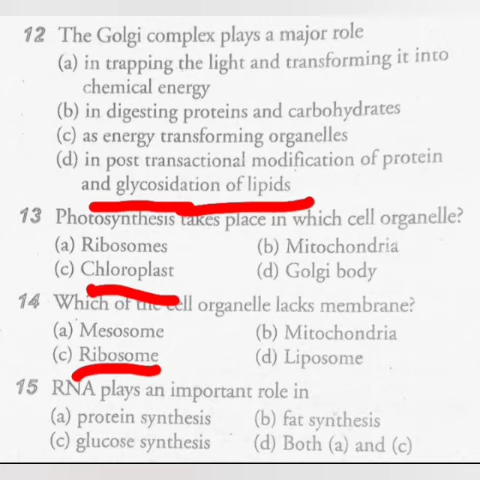 12 The Golgi complex plays a major role
(a) in trapping the light and transforming it into
chemical energy
(b) in digesting proteins and carbohydrates
(c) as energy transforming organelles
(d) in post transactional modification of protein
and glycosidation of lipids
13 Photosynthesis takes place in which cell organelle?
(a) Ribosomes (b) Mitochondria
(c) Chloroplast (d) Golgi body
14 Which of the cell organelle lacks membrane?
(a) Mesosome (b) Mitochondria
(c) Ribosome (d) Liposome
15 RNA plays an important role in
(a) protein synthesis (b) fat synthesis
(c) glucose synthesis (d) Both (a) and (c)